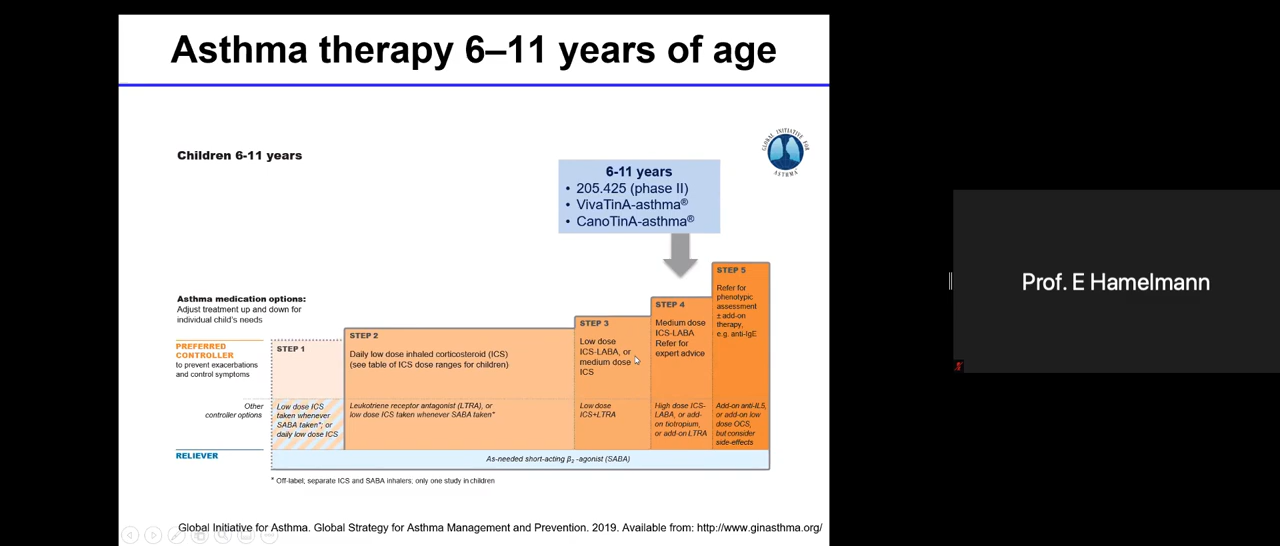 Asthma therapy 6–11 years of age
Children 6-11 years
GLOBAL INITIATIVE FOR ASTHMA
6-11 years
• 205.425 (phase II)
• VivaTinA-asthma®
• CanoTinA-asthma®
Asthma medication options:
Adjust treatment up and down for
individual child's needs
PREFERRED
CONTROLLER
to prevent exacerbations
and control symptoms
STEP 1
STEP 2
Daily low dose inhaled corticosteroid (ICS)
(see table of ICS dose ranges for children)
STEP 3
Low dose
ICS-LABA, or
medium dose
ICS
STEP 4
Medium dose
ICS-LABA
Refer for
expert advice
STEP 5
Refer for
phenotypic
assessment
± add-on
therapy,
e.g. anti-IgE
Other
controller options
Low dose ICS
taken whenever
SABA taken*; or
daily low dose ICS
Leukotriene receptor antagonist (LTRA), or
low dose ICS taken whenever SABA taken*
Low dose
ICS+LTRA
High dose ICS-
LABA, or add-
on tiotropium,
or add-on LTRA
Add-on anti-IL5,
or add-on low
dose OCS,
but consider
side-effects
RELIEVER
As-needed short-acting β₂ -agonist (SABA)
* Off-label; separate ICS and SABA inhalers; only one study in children
Global Initiative for Asthma. Global Strategy for Asthma Management and Prevention. 2019. Available from: http://www.ginasthma.org/
Prof. E Hamelmann